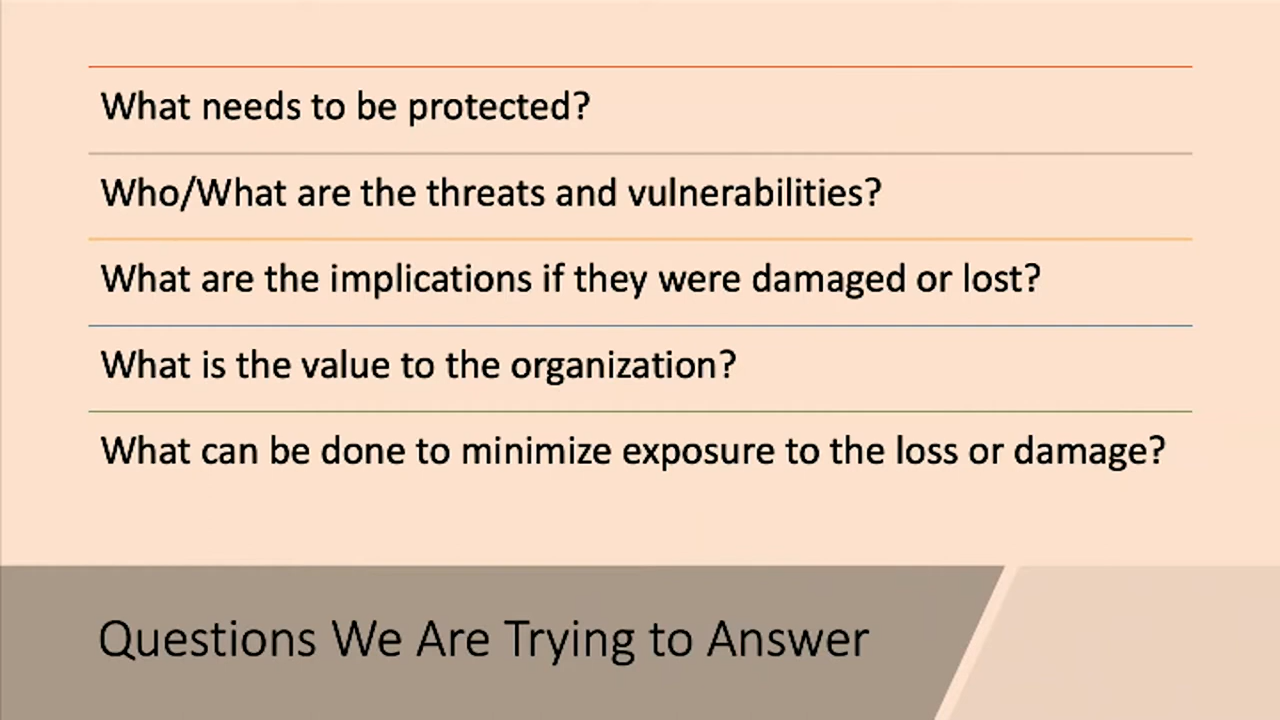 What needs to be protected?
Who/What are the threats and vulnerabilities?
What are the implications if they were damaged or lost?
What is the value to the organization?
What can be done to minimize exposure to the loss or damage?
Questions We Are Trying to Answer